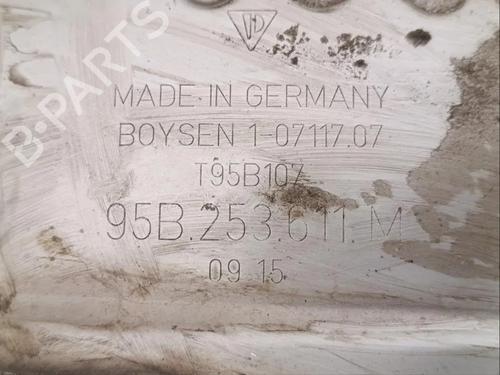 MADE IN GERMANY
BOYSEN 1-07117.07
T95B107
95B.253.611.M
09 15
B-PARTS